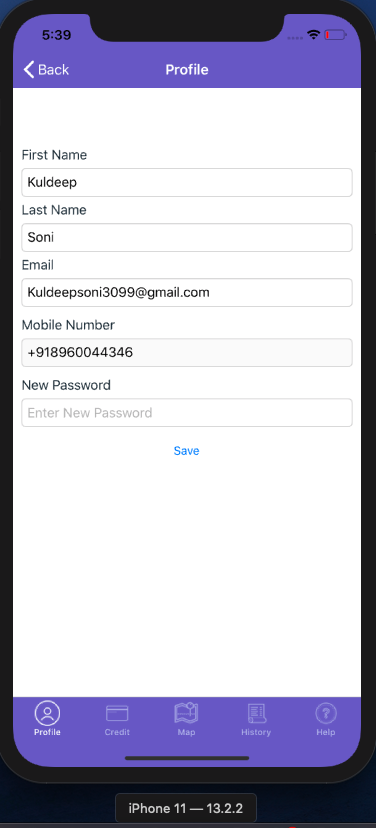 5:39
Back
Profile
First Name
Kuldeep
Last Name
Soni
Email
Kuldeepsoni3099@gmail.com
Mobile Number
+918960044346
New Password
Enter New Password
Save
Profile Credit Map History Help
iPhone 11 — 13.2.2